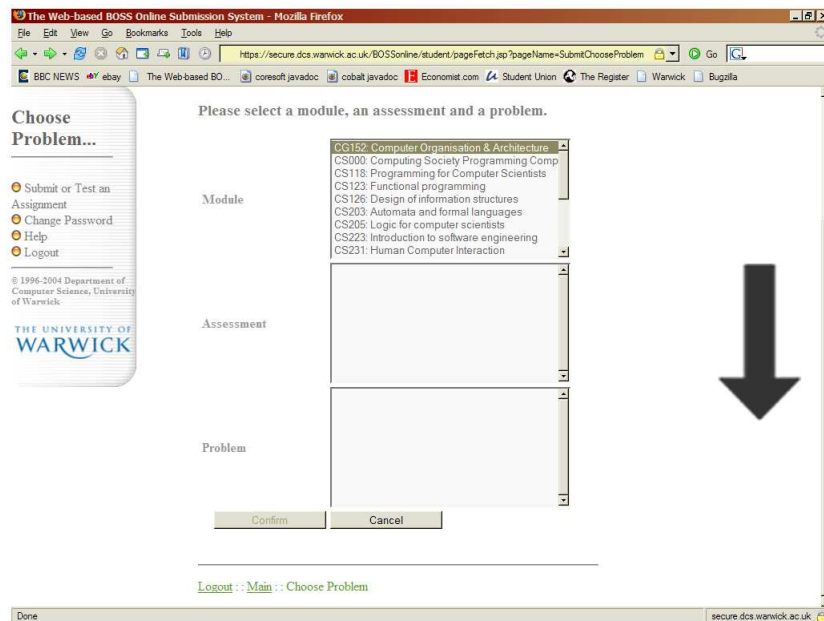 The Web-based BOSS Online Submission System - Mozilla Firefox
File Edit View Go Bookmarks Tools Help
https://secure.dcs.warwick.ac.uk/BOSSonline/student/pageFetch.jsp?pageName=SubmitChooseProblem Go
BBC NEWS ebay The Web-based BO... coresoft javadoc cobalt javadoc Economist.com Student Union The Register Warwick Bugzilla
Choose
Problem...
Submit or Test an
Assignment
Change Password
Help
Logout
© 1996-2004 Department of
Computer Science, University
of Warwick
THE UNIVERSITY OF
WARWICK
Please select a module, an assessment and a problem.
Module
CG152: Computer Organisation & Architecture
CS000: Computing Society Programming Comp
CS118: Programming for Computer Scientists
CS123: Functional programming
CS126: Design of information structures
CS203: Automata and formal languages
CS205: Logic for computer scientists
CS223: Introduction to software engineering
CS231: Human Computer Interaction
Assessment
Problem
Confirm Cancel
Logout : : Main : : Choose Problem
Done secure.dcs.warwick.ac.uk